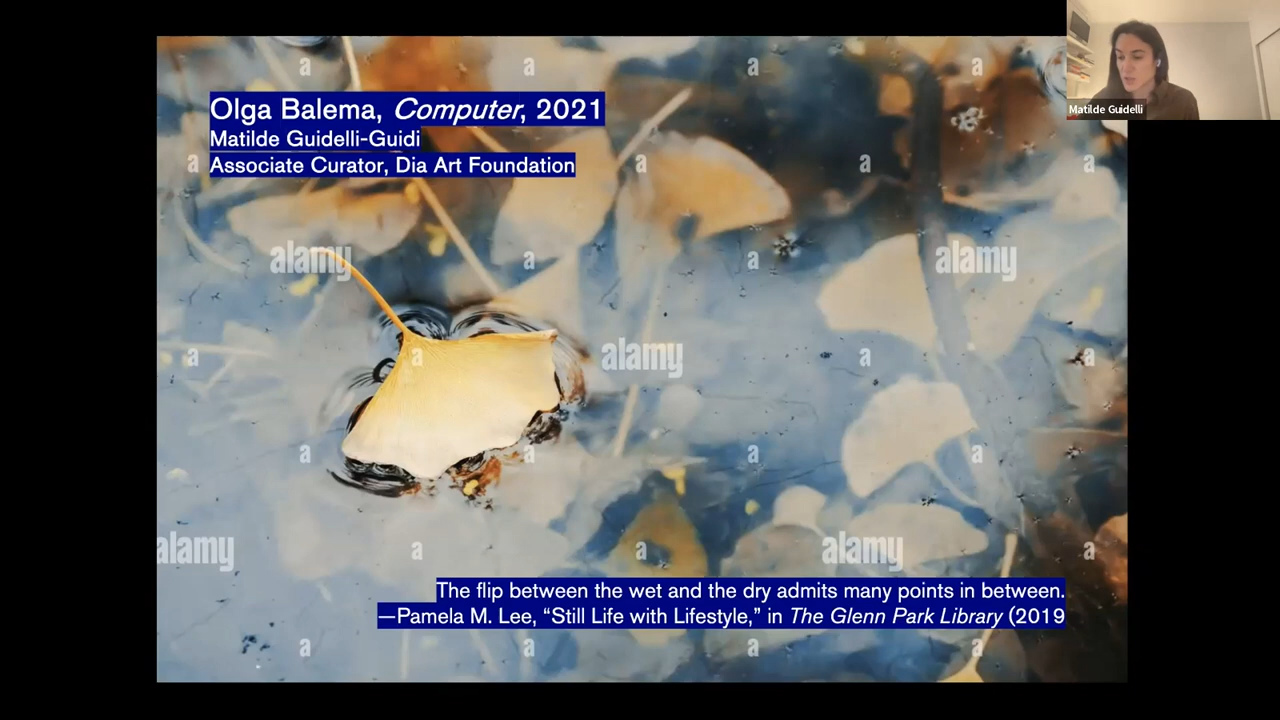 Olga Balema, Computer, 2021
Matilde Guidelli-Guidi
Associate Curator, Dia Art Foundation
Matilde Guidelli
a a a a
a a a a
alamy a a alamy
a alamy a a
a a a a
alamy a a alamy a
The flip between the wet and the dry admits many points in between.
—Pamela M. Lee, “Still Life with Lifestyle,” in The Glenn Park Library (2019
a a a a